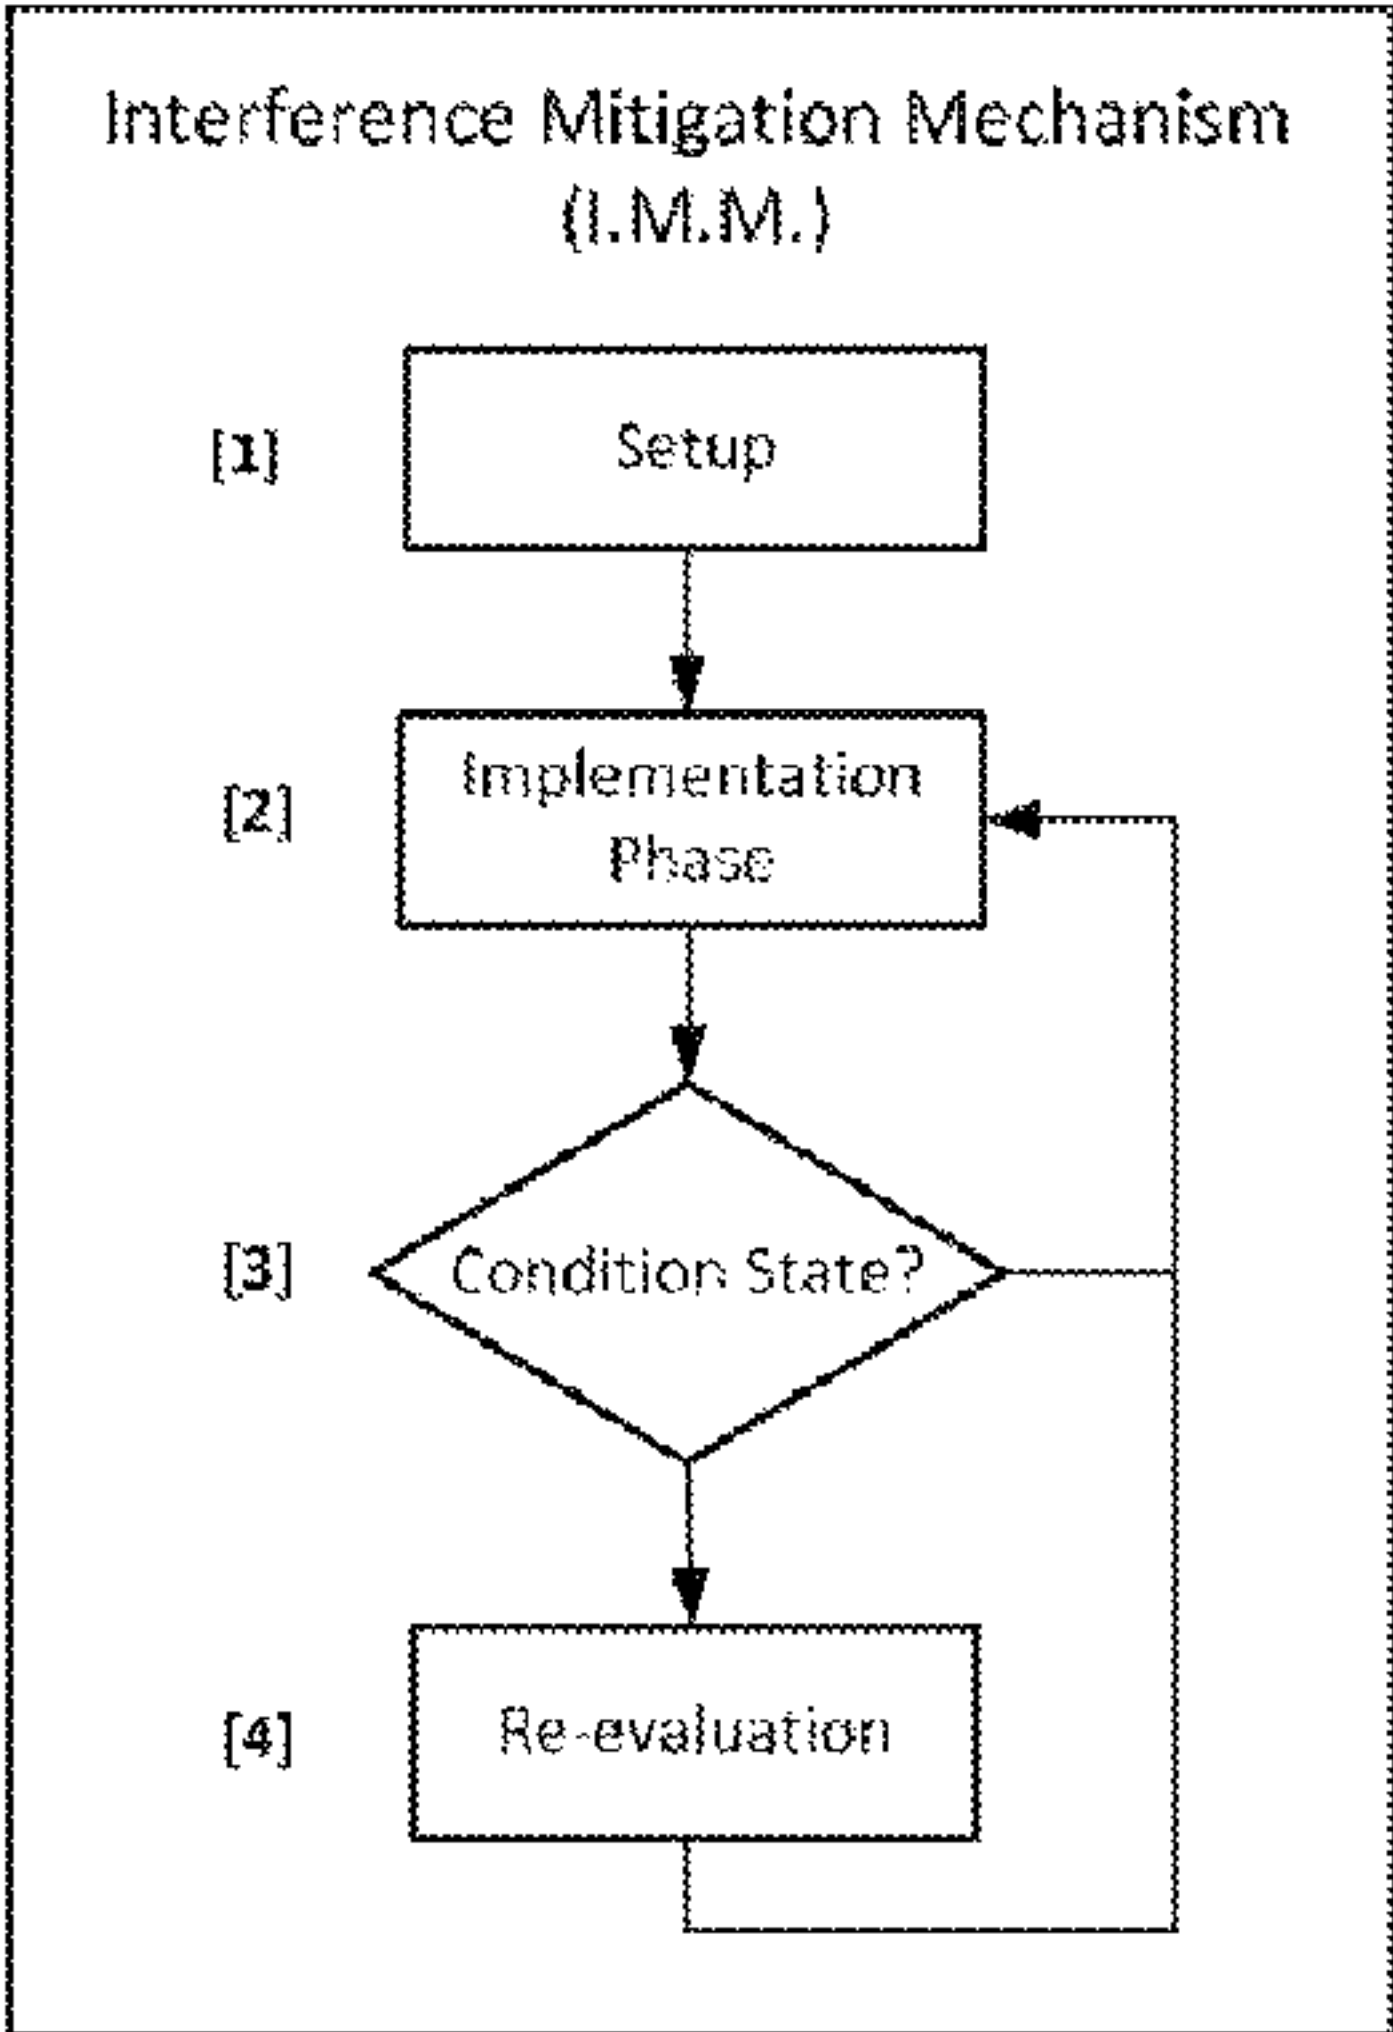 Interference Mitigation Mechanism
(I.M.M.)
[1]
Setup
[2]
Implementation
Phase
[3]
Condition State?
[4]
Re-evaluation